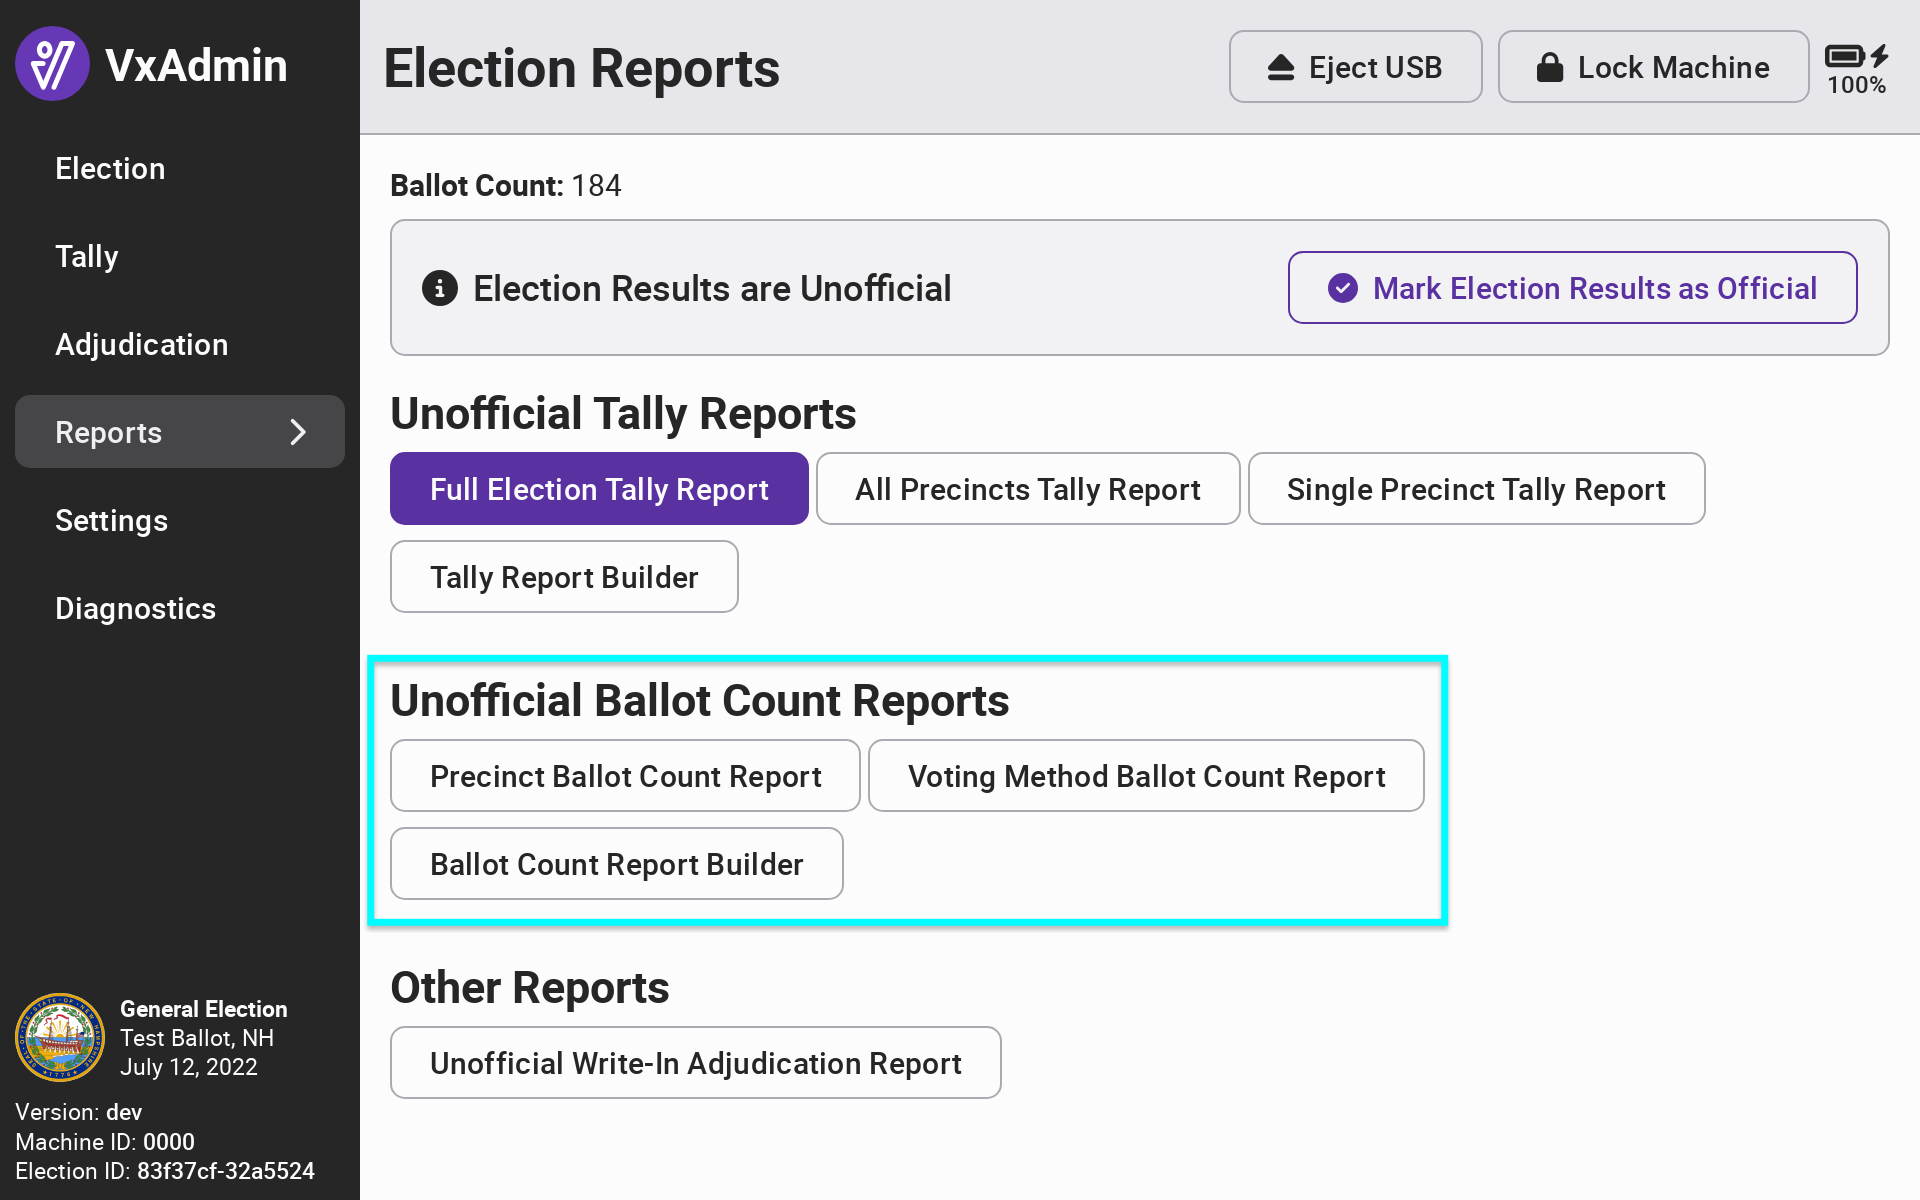 VxAdmin
Election
Tally
Adjudication
Reports
Settings
Diagnostics
General Election
Test Ballot, NH
July 12, 2022
Version: dev
Machine ID: 0000
Election ID: 83f37cf-32a5524
Election Reports
Eject USB
Lock Machine
100%
Ballot Count: 184
Election Results are Unofficial
Mark Election Results as Official
Unofficial Tally Reports
Full Election Tally Report
All Precincts Tally Report
Single Precinct Tally Report
Tally Report Builder
Unofficial Ballot Count Reports
Precinct Ballot Count Report
Voting Method Ballot Count Report
Ballot Count Report Builder
Other Reports
Unofficial Write-In Adjudication Report